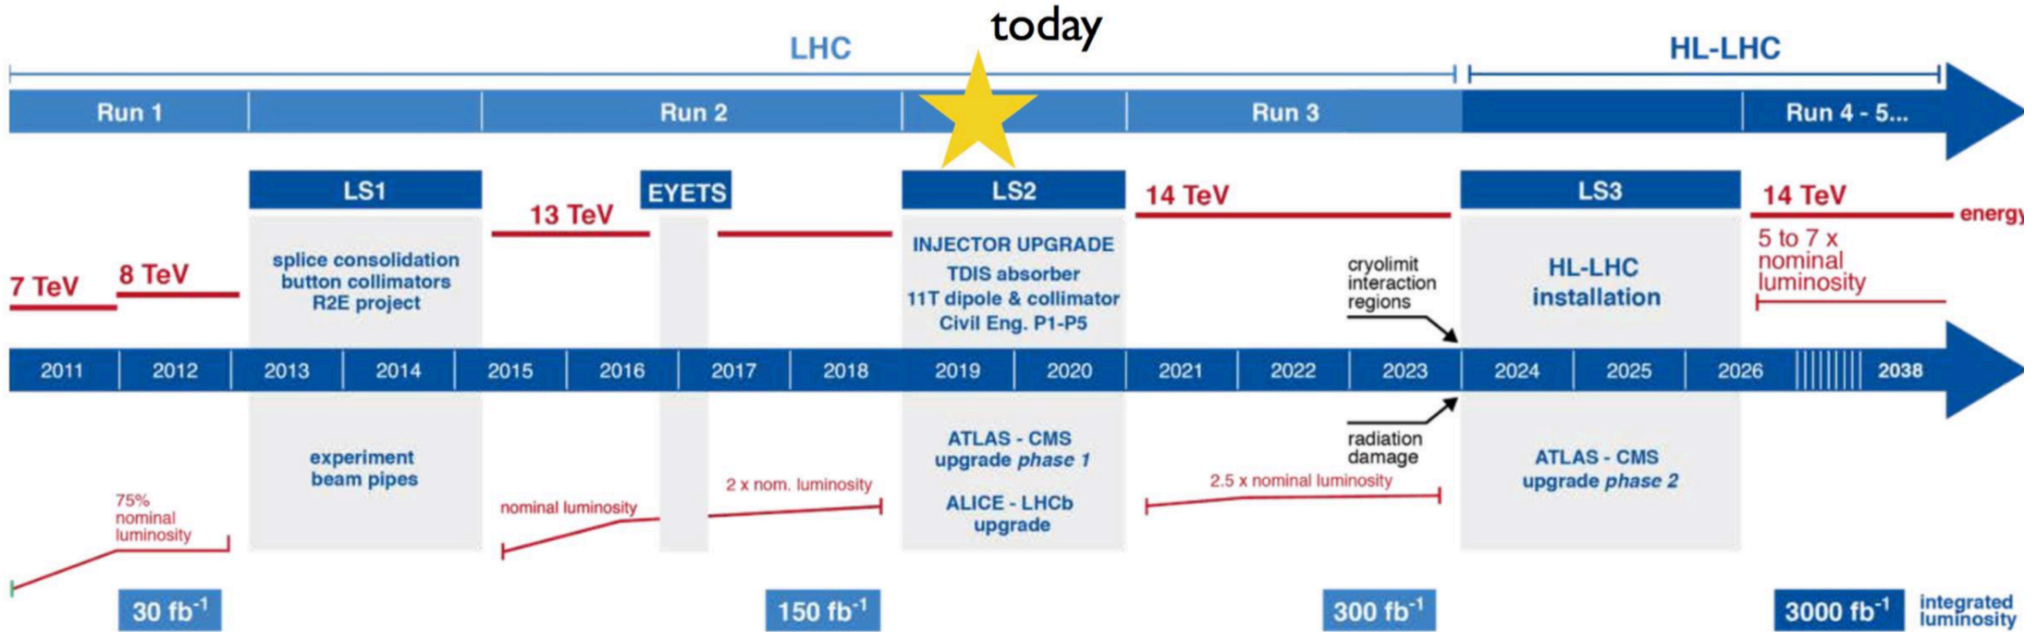 today
LHC
HL-LHC
Run 1
Run 2
Run 3
Run 4 - 5...
LS1
EYETS
LS2
LS3
7 TeV
8 TeV
13 TeV
14 TeV
14 TeV
energy
splice consolidation
button collimators
R2E project
INJECTOR UPGRADE
TDIS absorber
11T dipole & collimator
Civil Eng. P1-P5
cryolimit
interaction
regions
HL-LHC
installation
5 to 7 x
nominal
luminosity
2011 2012 2013 2014 2015 2016 2017 2018 2019 2020 2021 2022 2023 2024 2025 2026 2038
75%
nominal
luminosity
experiment
beam pipes
nominal luminosity
2 x nom. luminosity
ATLAS - CMS
upgrade phase 1
ALICE - LHCb
upgrade
radiation
damage
2.5 x nominal luminosity
ATLAS - CMS
upgrade phase 2
30 fb⁻¹
150 fb⁻¹
300 fb⁻¹
3000 fb⁻¹
integrated
luminosity